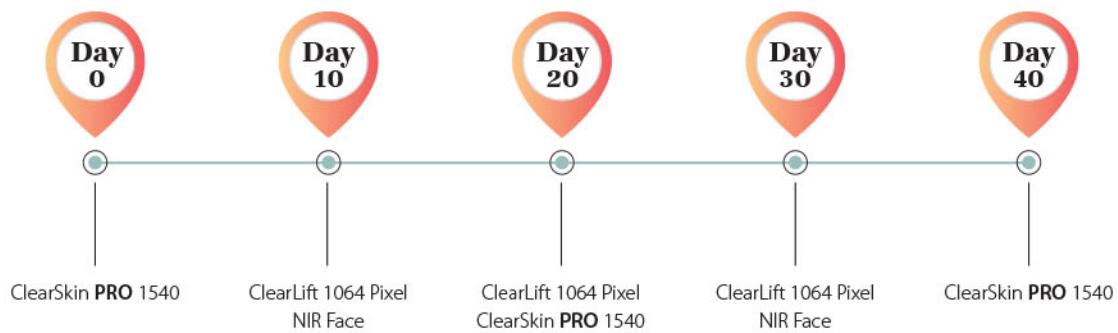 Day
0
Day
10
Day
20
Day
30
Day
40
ClearSkin PRO 1540
ClearLift 1064 Pixel
NIR Face
ClearLift 1064 Pixel
ClearSkin PRO 1540
ClearLift 1064 Pixel
NIR Face
ClearSkin PRO 1540